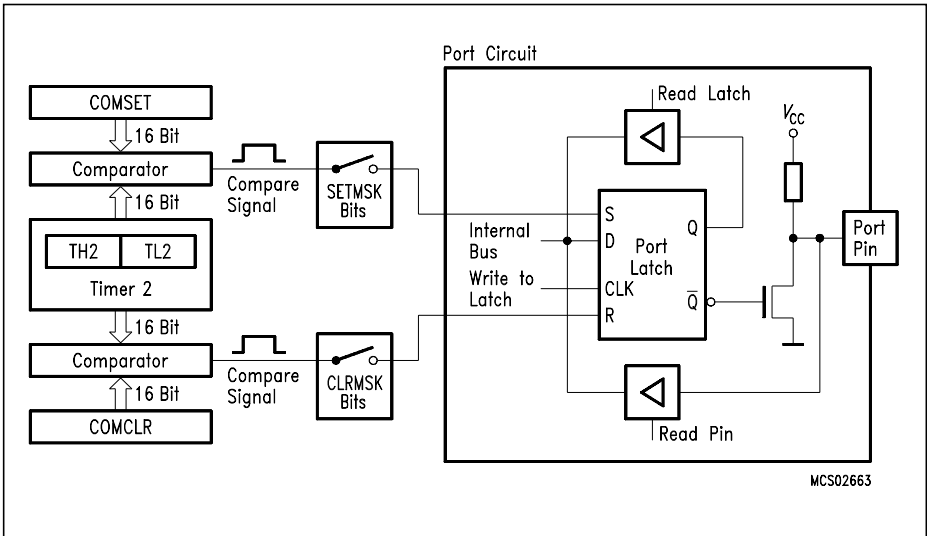 Port Circuit
COMSET
16 Bit
Comparator
Compare
Signal
16 Bit
TH2
TL2
Timer 2
16 Bit
Comparator
Compare
Signal
16 Bit
COMCLR
SETMSK
Bits
CLRMSK
Bits
Read Latch
VCC
Internal
Bus
Write to
Latch
S
D
CLK
R
Port
Latch
Q
Q̅
Port
Pin
Read Pin
MCS02663